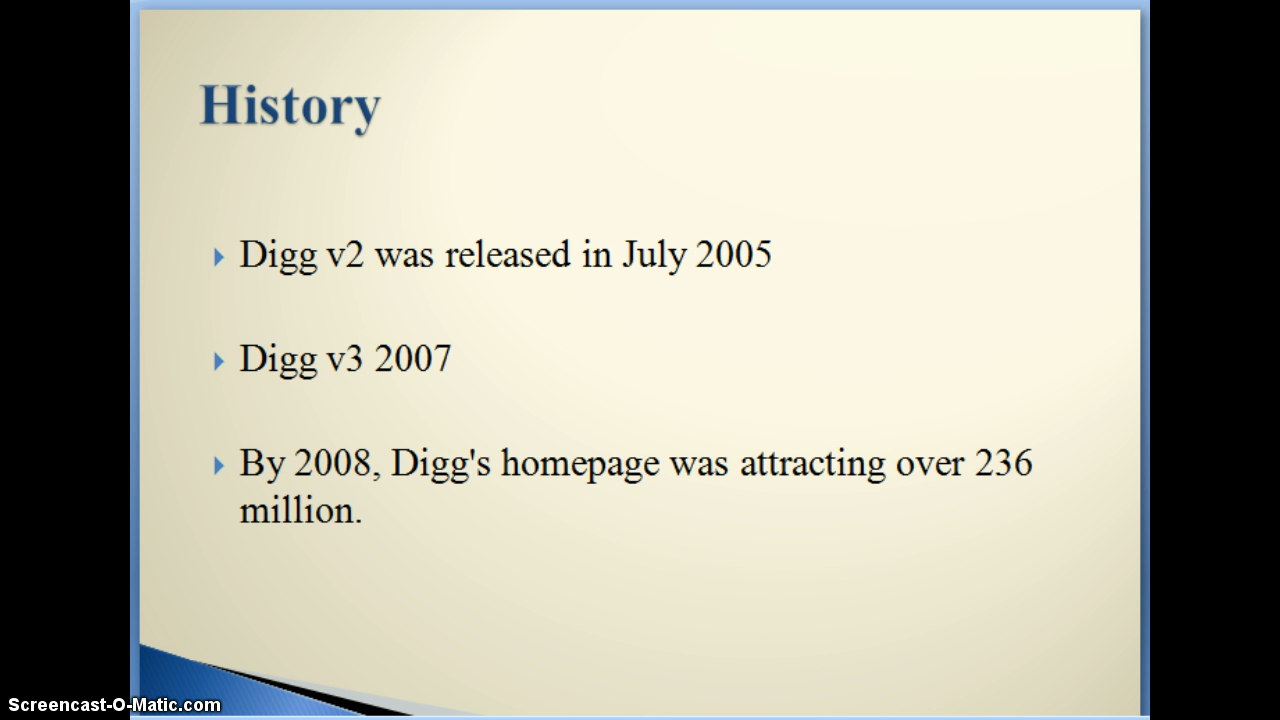 History
Digg v2 was released in July 2005
Digg v3 2007
By 2008, Digg's homepage was attracting over 236
million.
Screencast-O-Matic.com